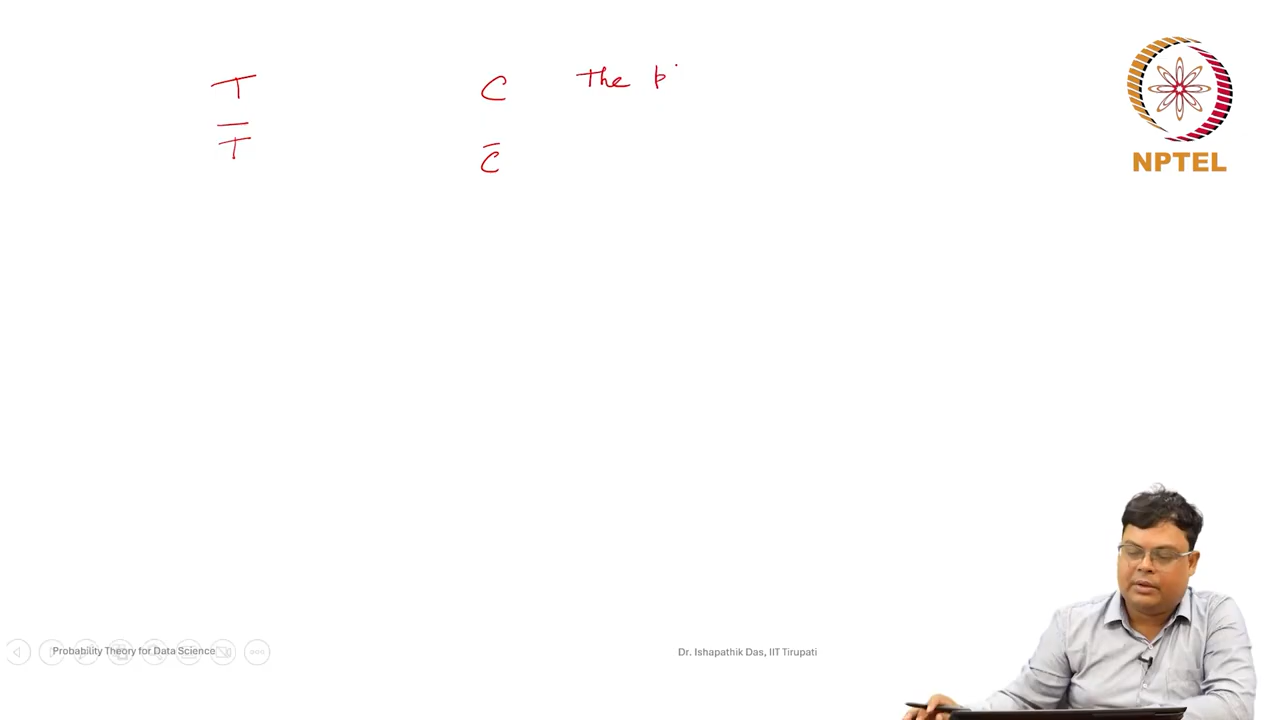 T C The
T̅ C̅
NPTEL
Probability Theory for Data Science
Dr. Ishapathik Das, IIT Tirupati